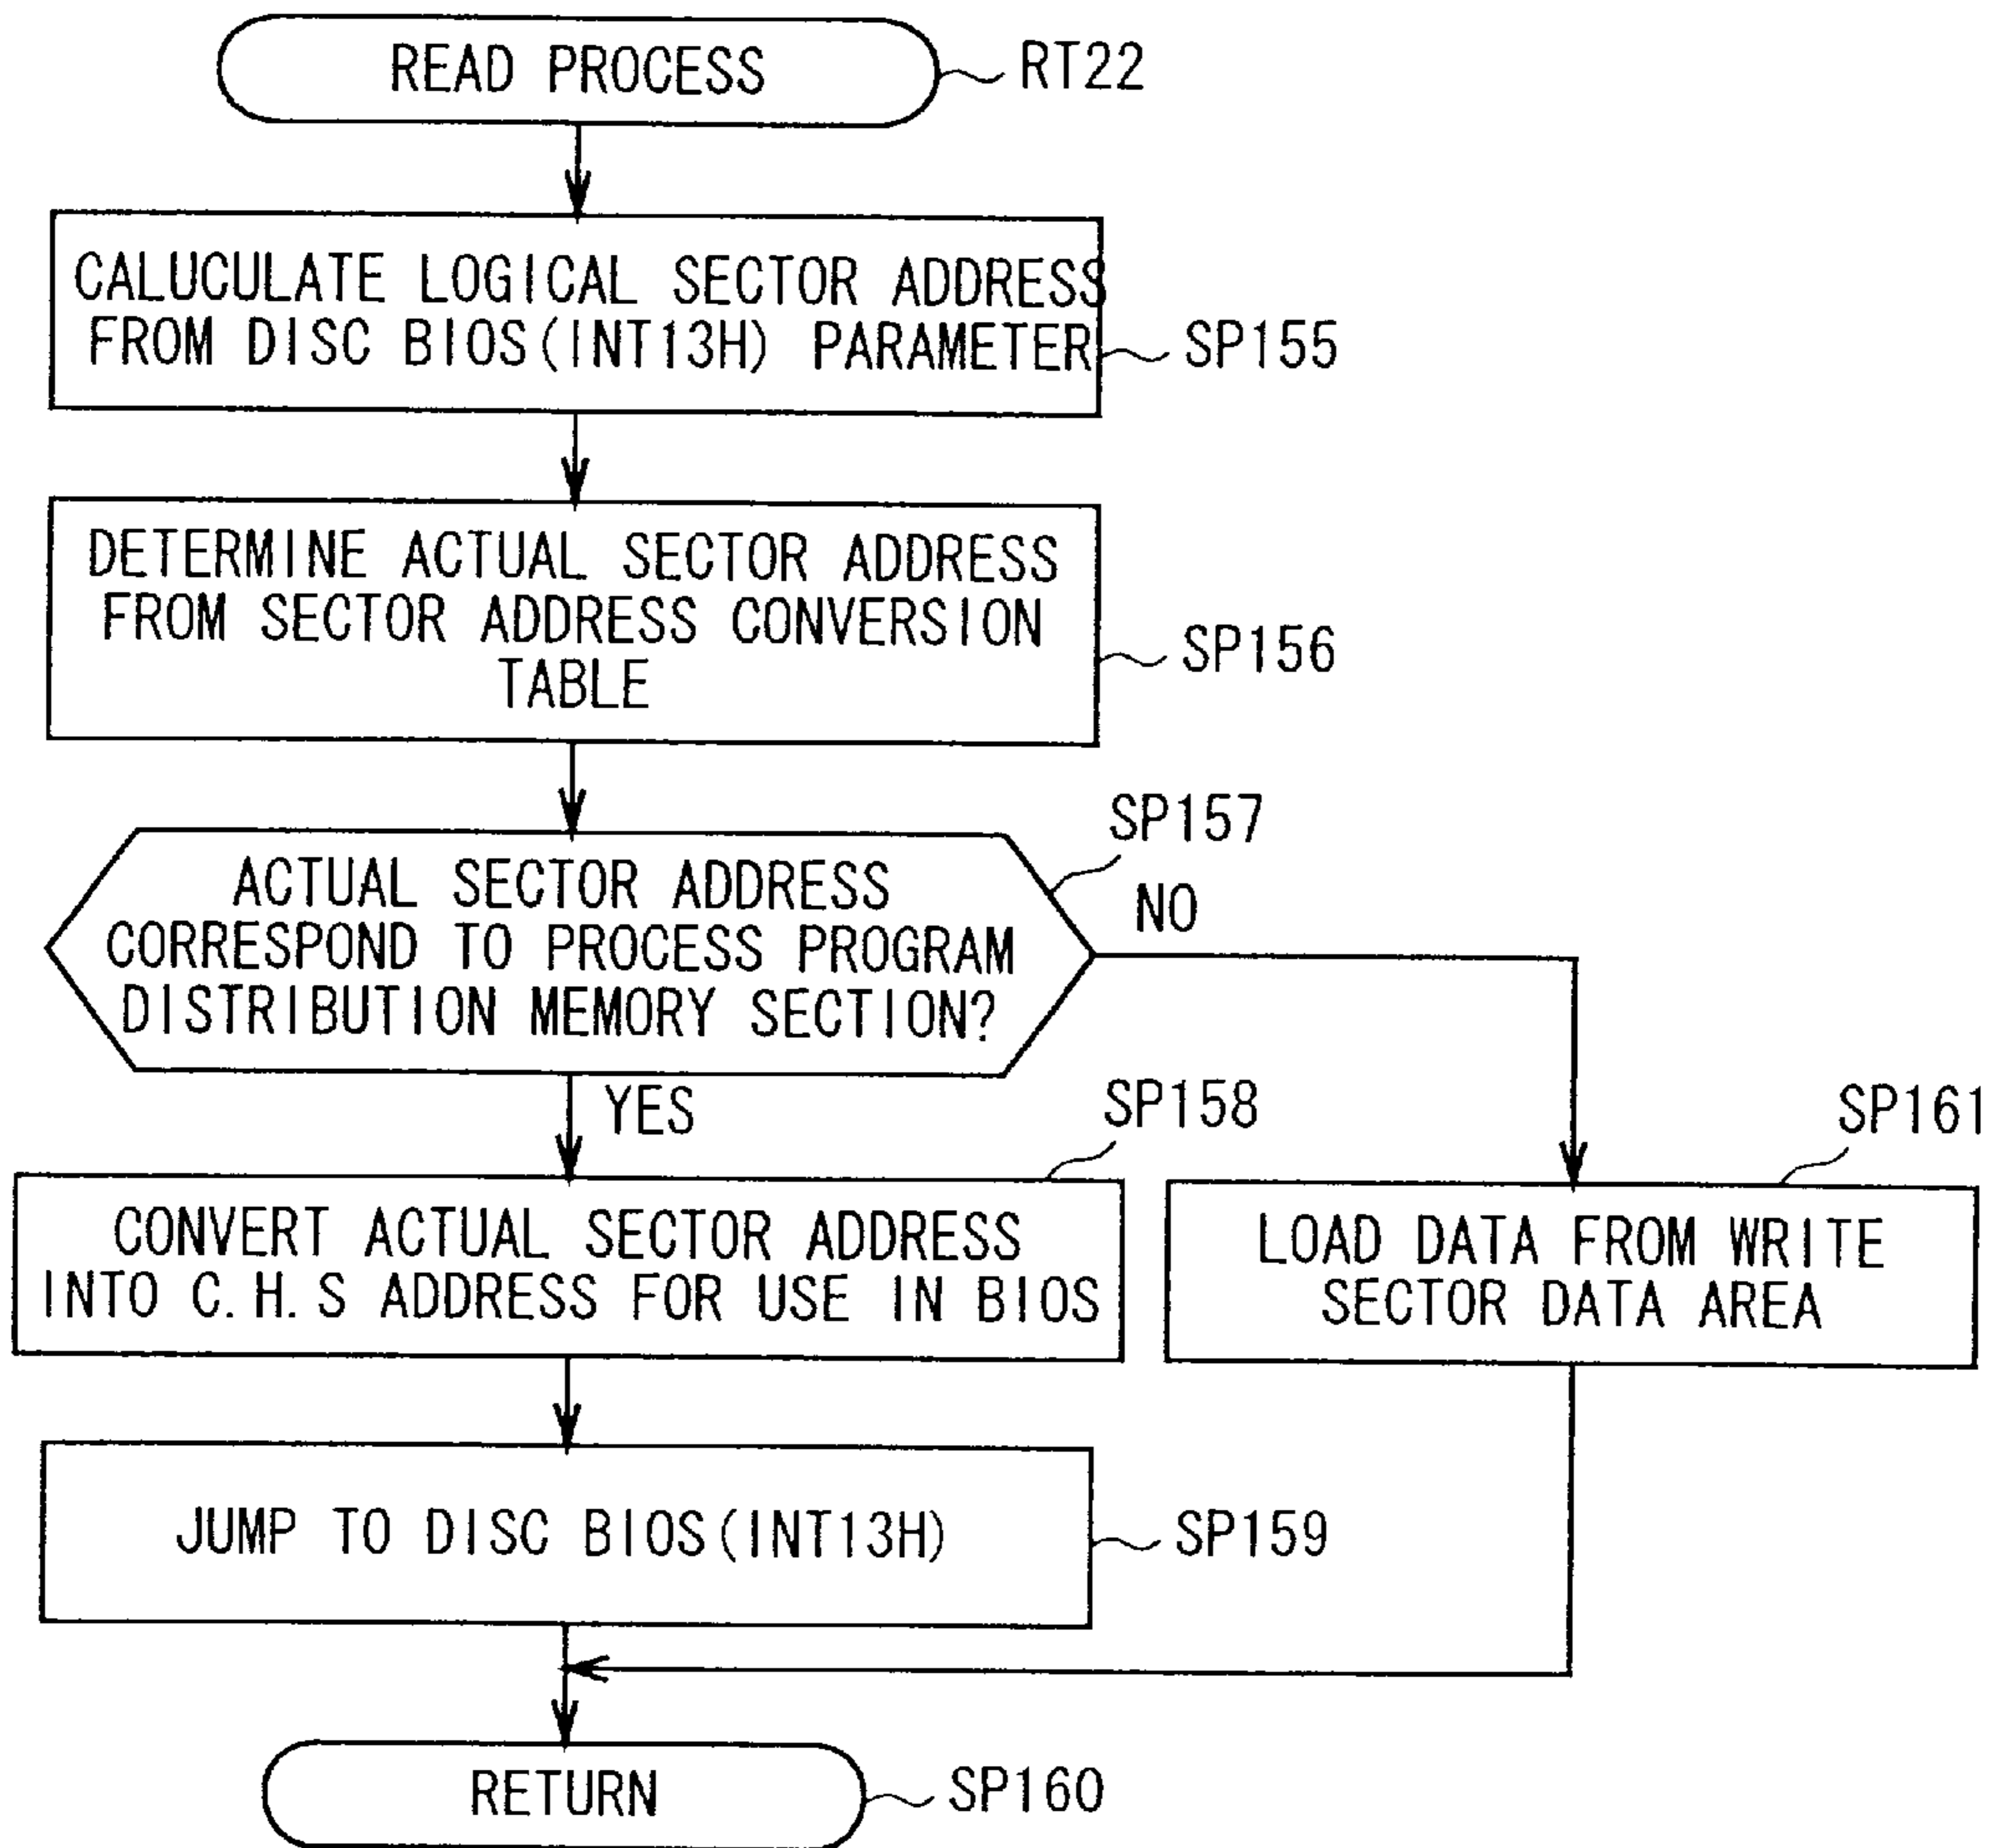 READ PROCESS
RT22
CALUCULATE LOGICAL SECTOR ADDRESS
FROM DISC BIOS(INT13H) PARAMETER
SP155
DETERMINE ACTUAL SECTOR ADDRESS
FROM SECTOR ADDRESS CONVERSION
TABLE
SP156
SP157
ACTUAL SECTOR ADDRESS
CORRESPOND TO PROCESS PROGRAM
DISTRIBUTION MEMORY SECTION?
NO
YES
SP158
CONVERT ACTUAL SECTOR ADDRESS
INTO C.H.S ADDRESS FOR USE IN BIOS
SP161
LOAD DATA FROM WRITE
SECTOR DATA AREA
JUMP TO DISC BIOS(INT13H)
SP159
RETURN
SP160